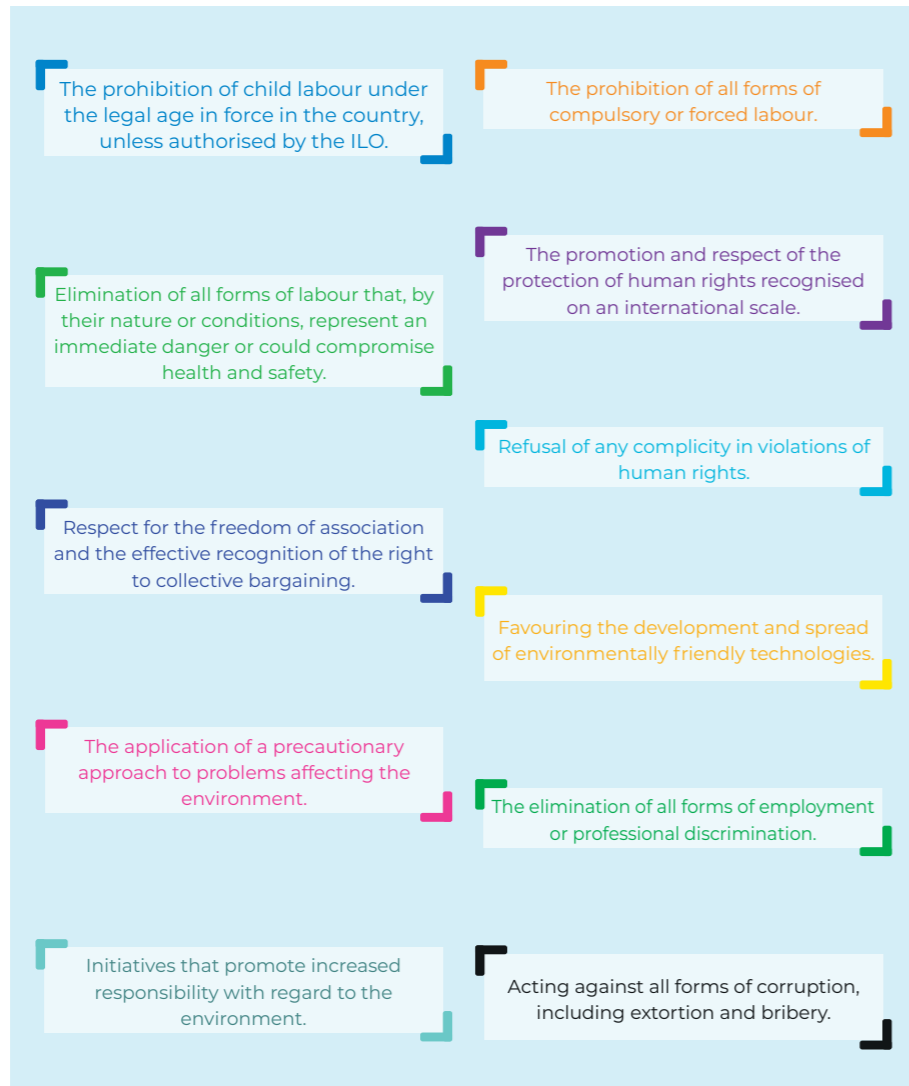 The prohibition of child labour under
the legal age in force in the country,
unless authorised by the ILO.
The prohibition of all forms of
compulsory or forced labour.
Elimination of all forms of labour that, by
their nature or conditions, represent an
immediate danger or could compromise
health and safety.
The promotion and respect of the
protection of human rights recognised
on an international scale.
Refusal of any complicity in violations of
human rights.
Respect for the freedom of association
and the effective recognition of the right
to collective bargaining.
Favouring the development and spread
of environmentally friendly technologies.
The application of a precautionary
approach to problems affecting the
environment.
The elimination of all forms of employment
or professional discrimination.
Initiatives that promote increased
responsibility with regard to the
environment.
Acting against all forms of corruption,
including extortion and bribery.